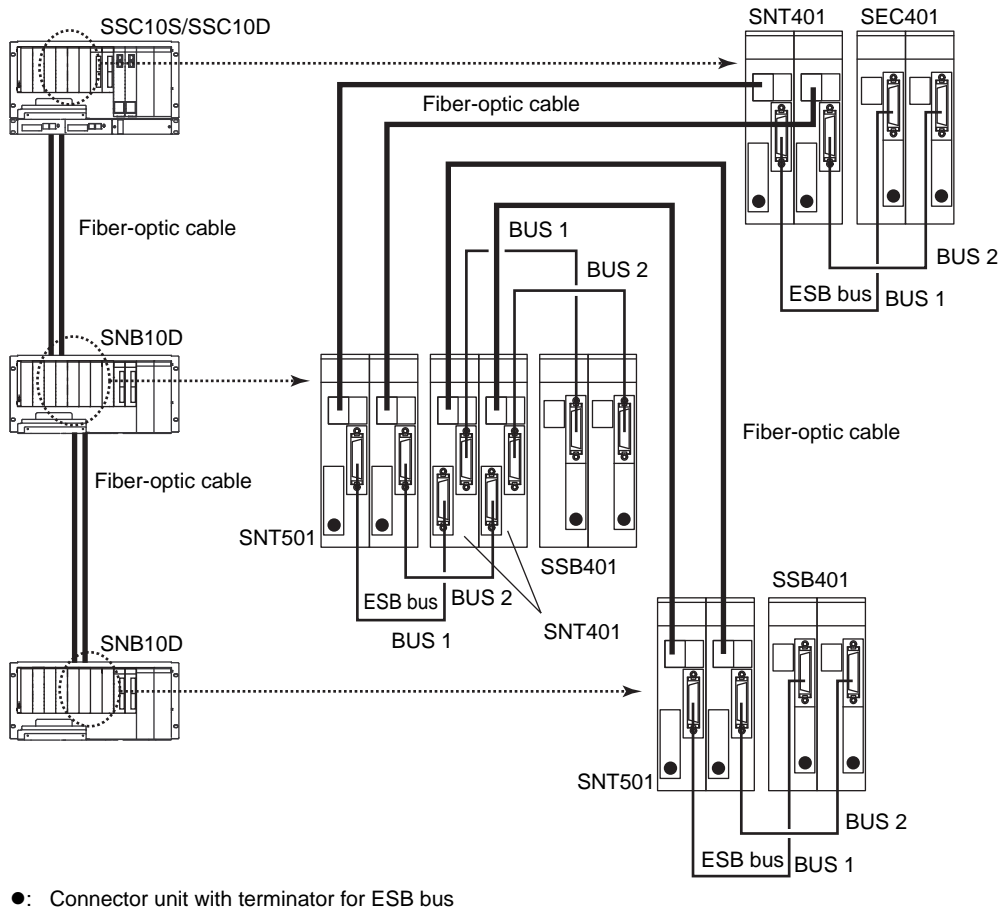 SSC10S/SSC10D
SNT401
SEC401
Fiber-optic cable
Fiber-optic cable
BUS 1
BUS 2
BUS 2
ESB bus
BUS 1
SNB10D
Fiber-optic cable
Fiber-optic cable
SNT501
SSB401
SSB401
ESB bus
BUS 2
SNT401
BUS 1
SNB10D
SNT501
BUS 2
ESB bus
BUS 1
●: Connector unit with terminator for ESB bus